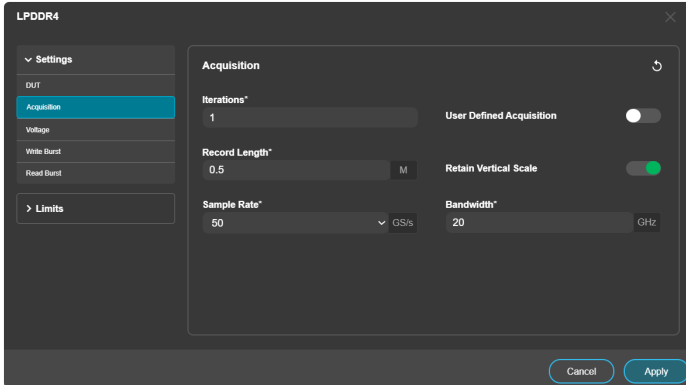 LPDDR4
Settings
DUT
Acquisition
Voltage
Write Burst
Read Burst
Limits
Acquisition
Iterations*
1
User Defined Acquisition
Record Length*
0.5 M
Retain Vertical Scale
Sample Rate*
50 GS/s
Bandwidth*
20 GHz
Cancel Apply